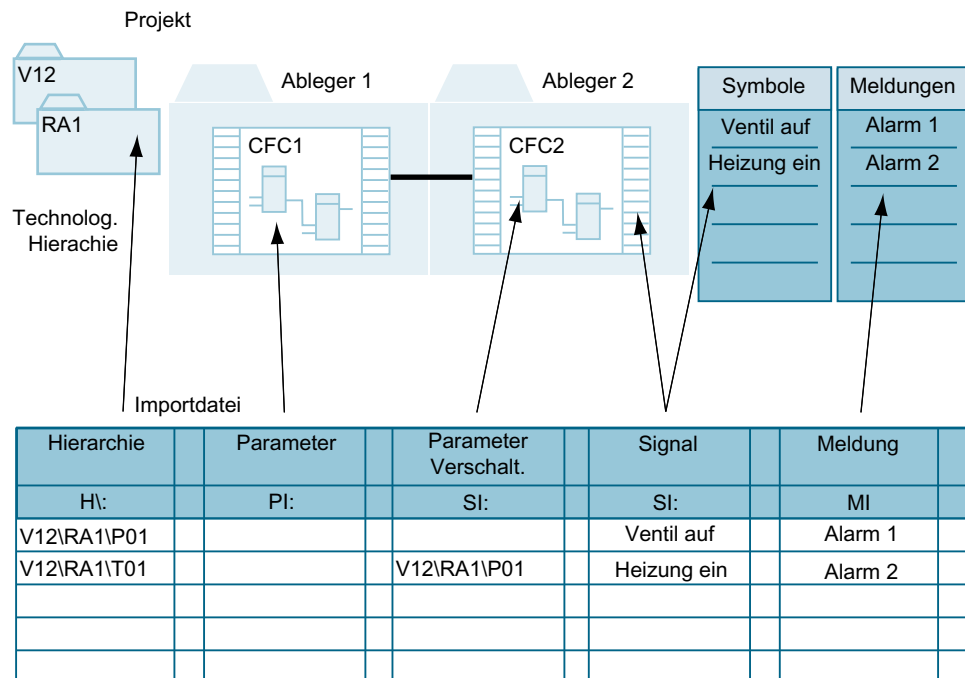 Projekt
V12
RA1
Technolog.
Hierachie
Ableger 1
CFC1
Ableger 2
CFC2
Symbole
Ventil auf
Heizung ein
Meldungen
Alarm 1
Alarm 2
Importdatei
Hierarchie Parameter Parameter Verschalt. Signal Meldung
H\: PI: SI: SI: MI
V12\RA1\P01 Ventil auf Alarm 1
V12\RA1\T01 V12\RA1\P01 Heizung ein Alarm 2